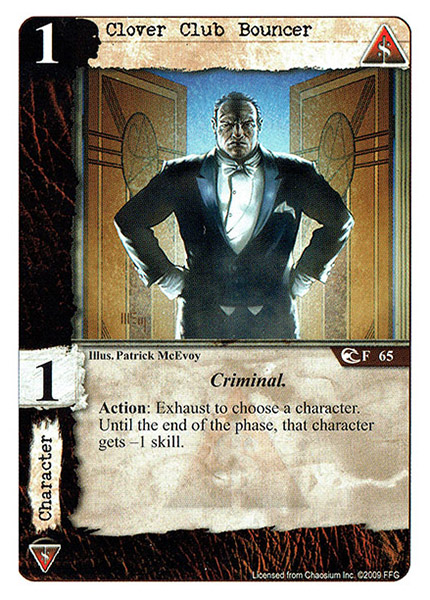 1
Clover Club Bouncer
Illus. Patrick McEvoy
F 65
1
Criminal.
Action: Exhaust to choose a character.
Until the end of the phase, that character
gets –1 skill.
Character
Licensed from Chaosium Inc. ©2009 FFG